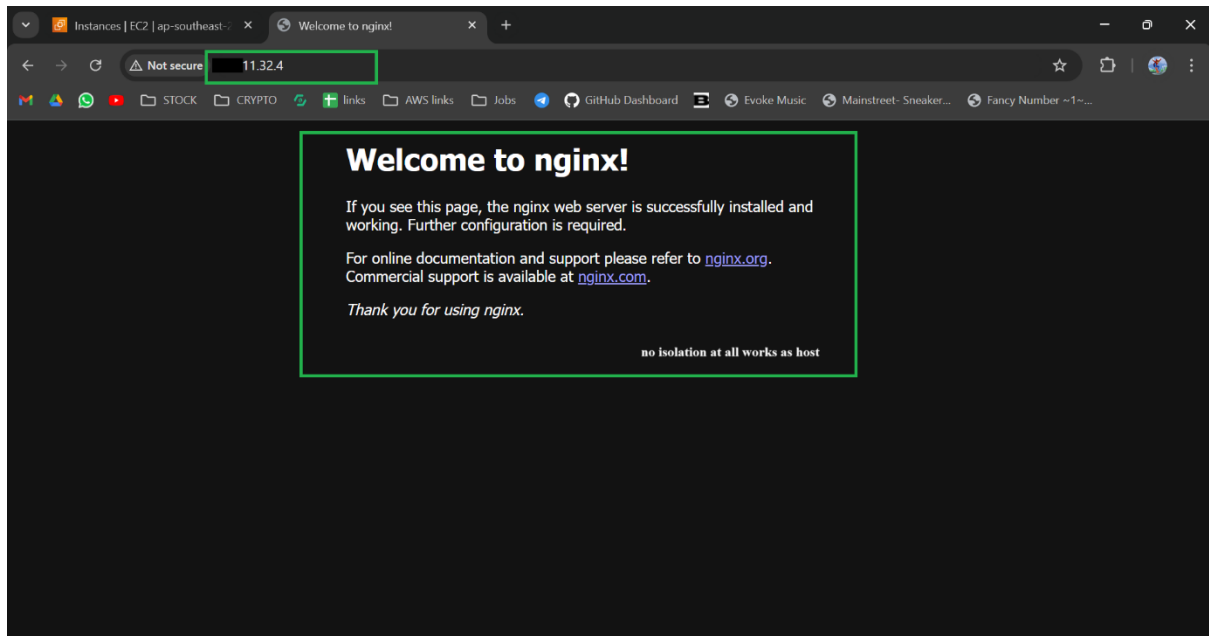 Instances | EC2 | ap-southeast-2
Welcome to nginx!
Not secure 11.32.4
STOCK CRYPTO links AWS links Jobs GitHub Dashboard Evoke Music Mainstreet- Sneaker... Fancy Number ~1~...
Welcome to nginx!
If you see this page, the nginx web server is successfully installed and
working. Further configuration is required.
For online documentation and support please refer to nginx.org.
Commercial support is available at nginx.com.
Thank you for using nginx.
no isolation at all works as host